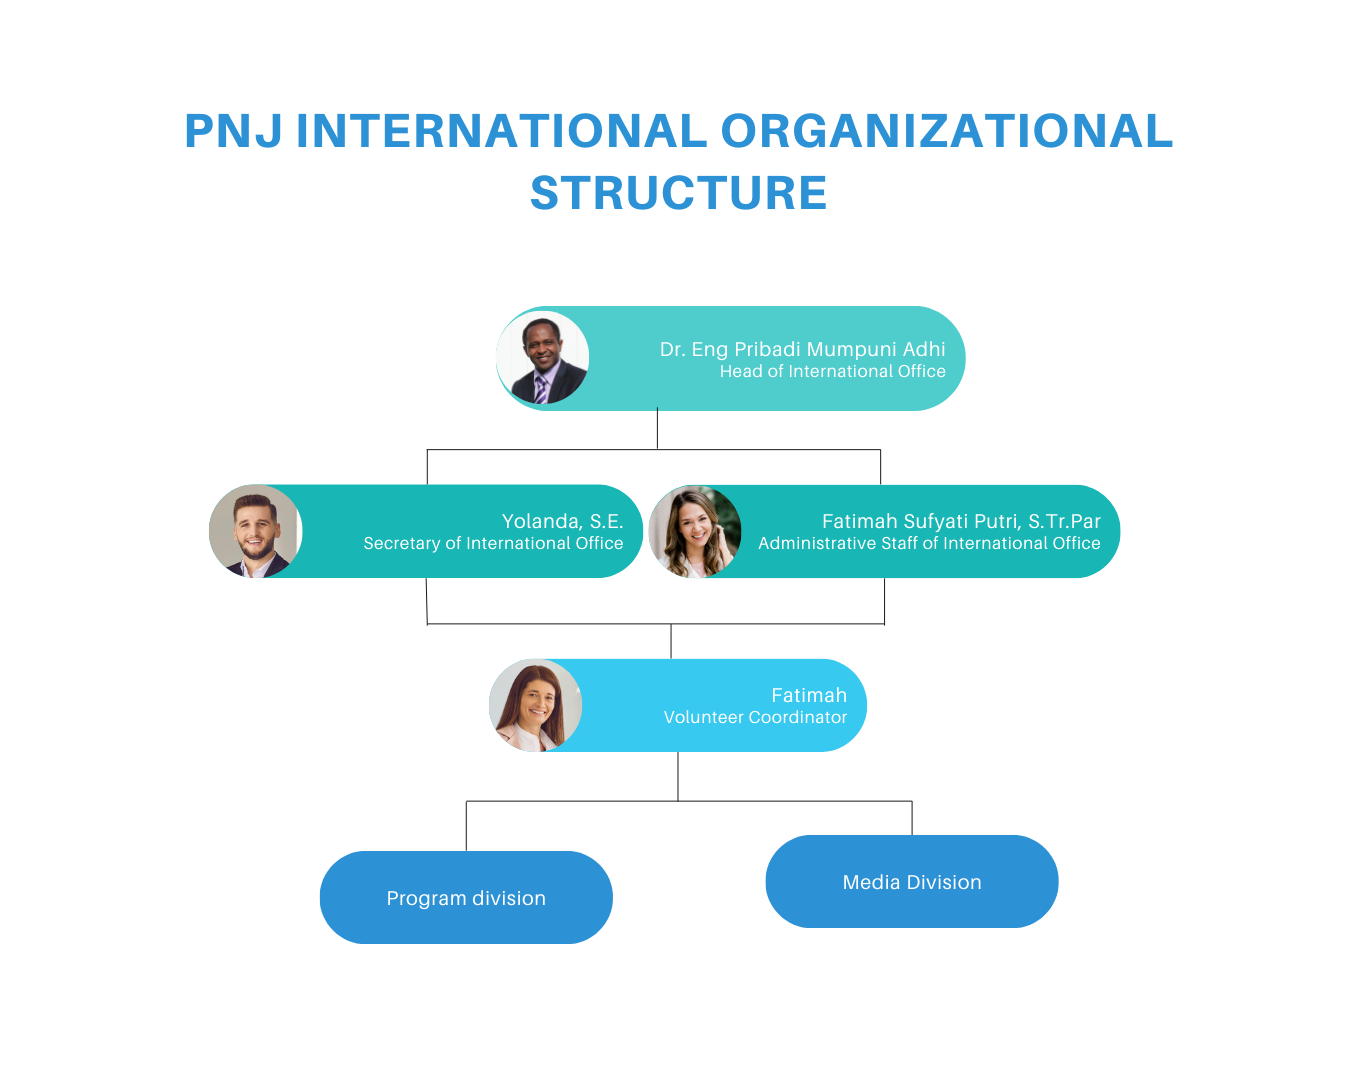 PNJ INTERNATIONAL ORGANIZATIONAL
STRUCTURE
Dr. Eng Pribadi Mumpuni Adhi
Head of International Office
Yolanda, S.E.
Secretary of International Office
Fatimah Sufyati Putri, S.Tr.Par
Administrative Staff of International Office
Fatimah
Volunteer Coordinator
Program division
Media Division